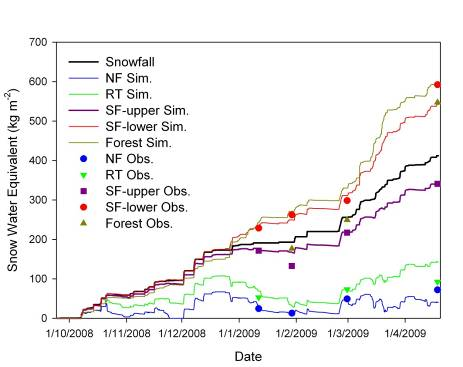 700
600
500
400
300
200
100
0
Snow Water Equivalent (kg m⁻²)
Snowfall
NF Sim.
RT Sim.
SF-upper Sim.
SF-lower Sim.
Forest Sim.
NF Obs.
RT Obs.
SF-upper Obs.
SF-lower Obs.
Forest Obs.
1/10/2008 1/11/2008 1/12/2008 1/1/2009 1/2/2009 1/3/2009 1/4/2009
Date